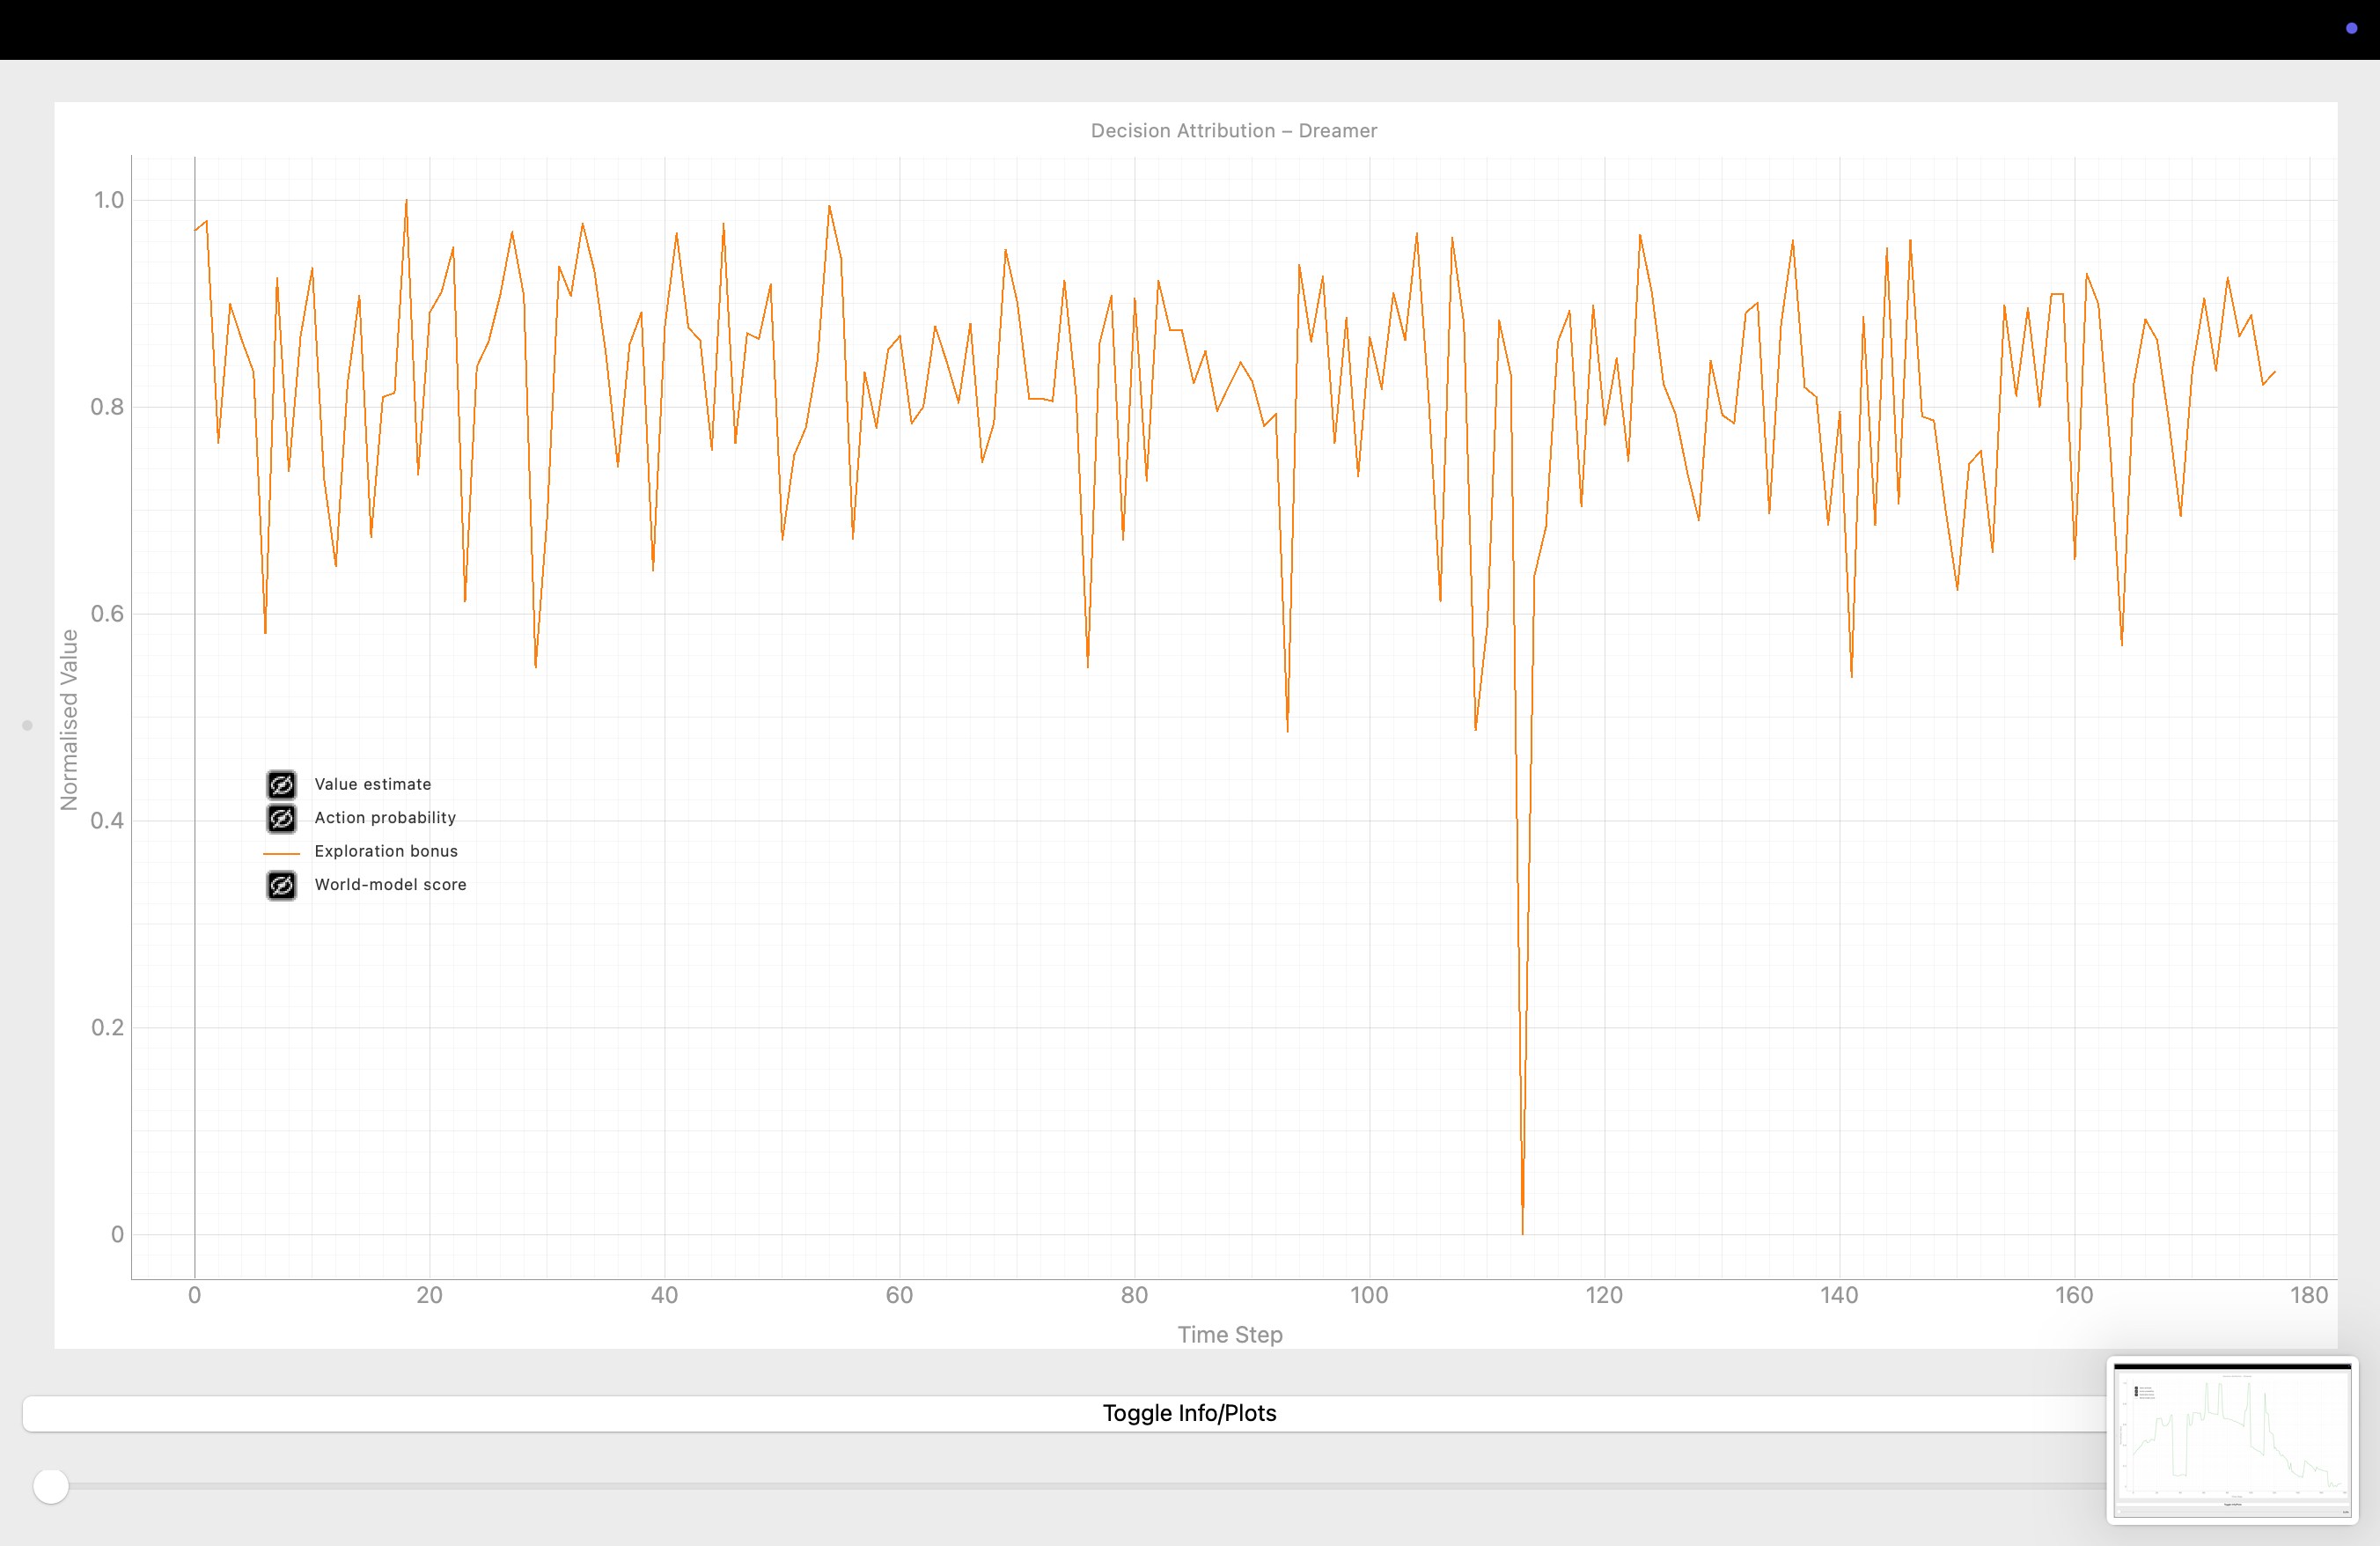 Decision Attribution – Dreamer
Normalised Value
1.0
0.8
0.6
0.4
0.2
0
Value estimate
Action probability
Exploration bonus
World-model score
0 20 40 60 80 100 120 140 160 180
Time Step
Toggle Info/Plots